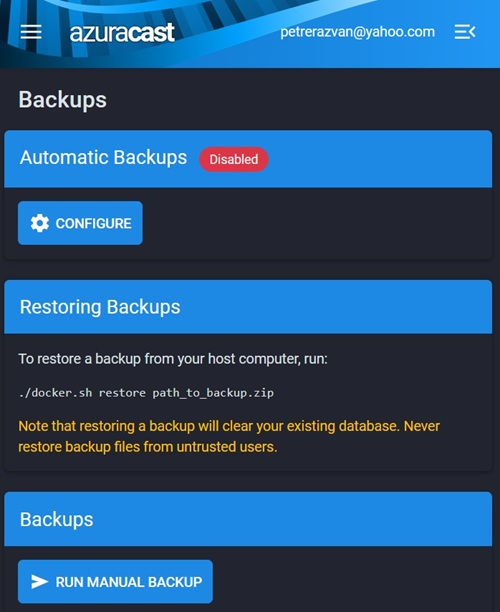 azuracast petrerazvan@yahoo.com
Backups
Automatic Backups Disabled
CONFIGURE
Restoring Backups
To restore a backup from your host computer, run:
./docker.sh restore path_to_backup.zip
Note that restoring a backup will clear your existing database. Never
restore backup files from untrusted users.
Backups
RUN MANUAL BACKUP